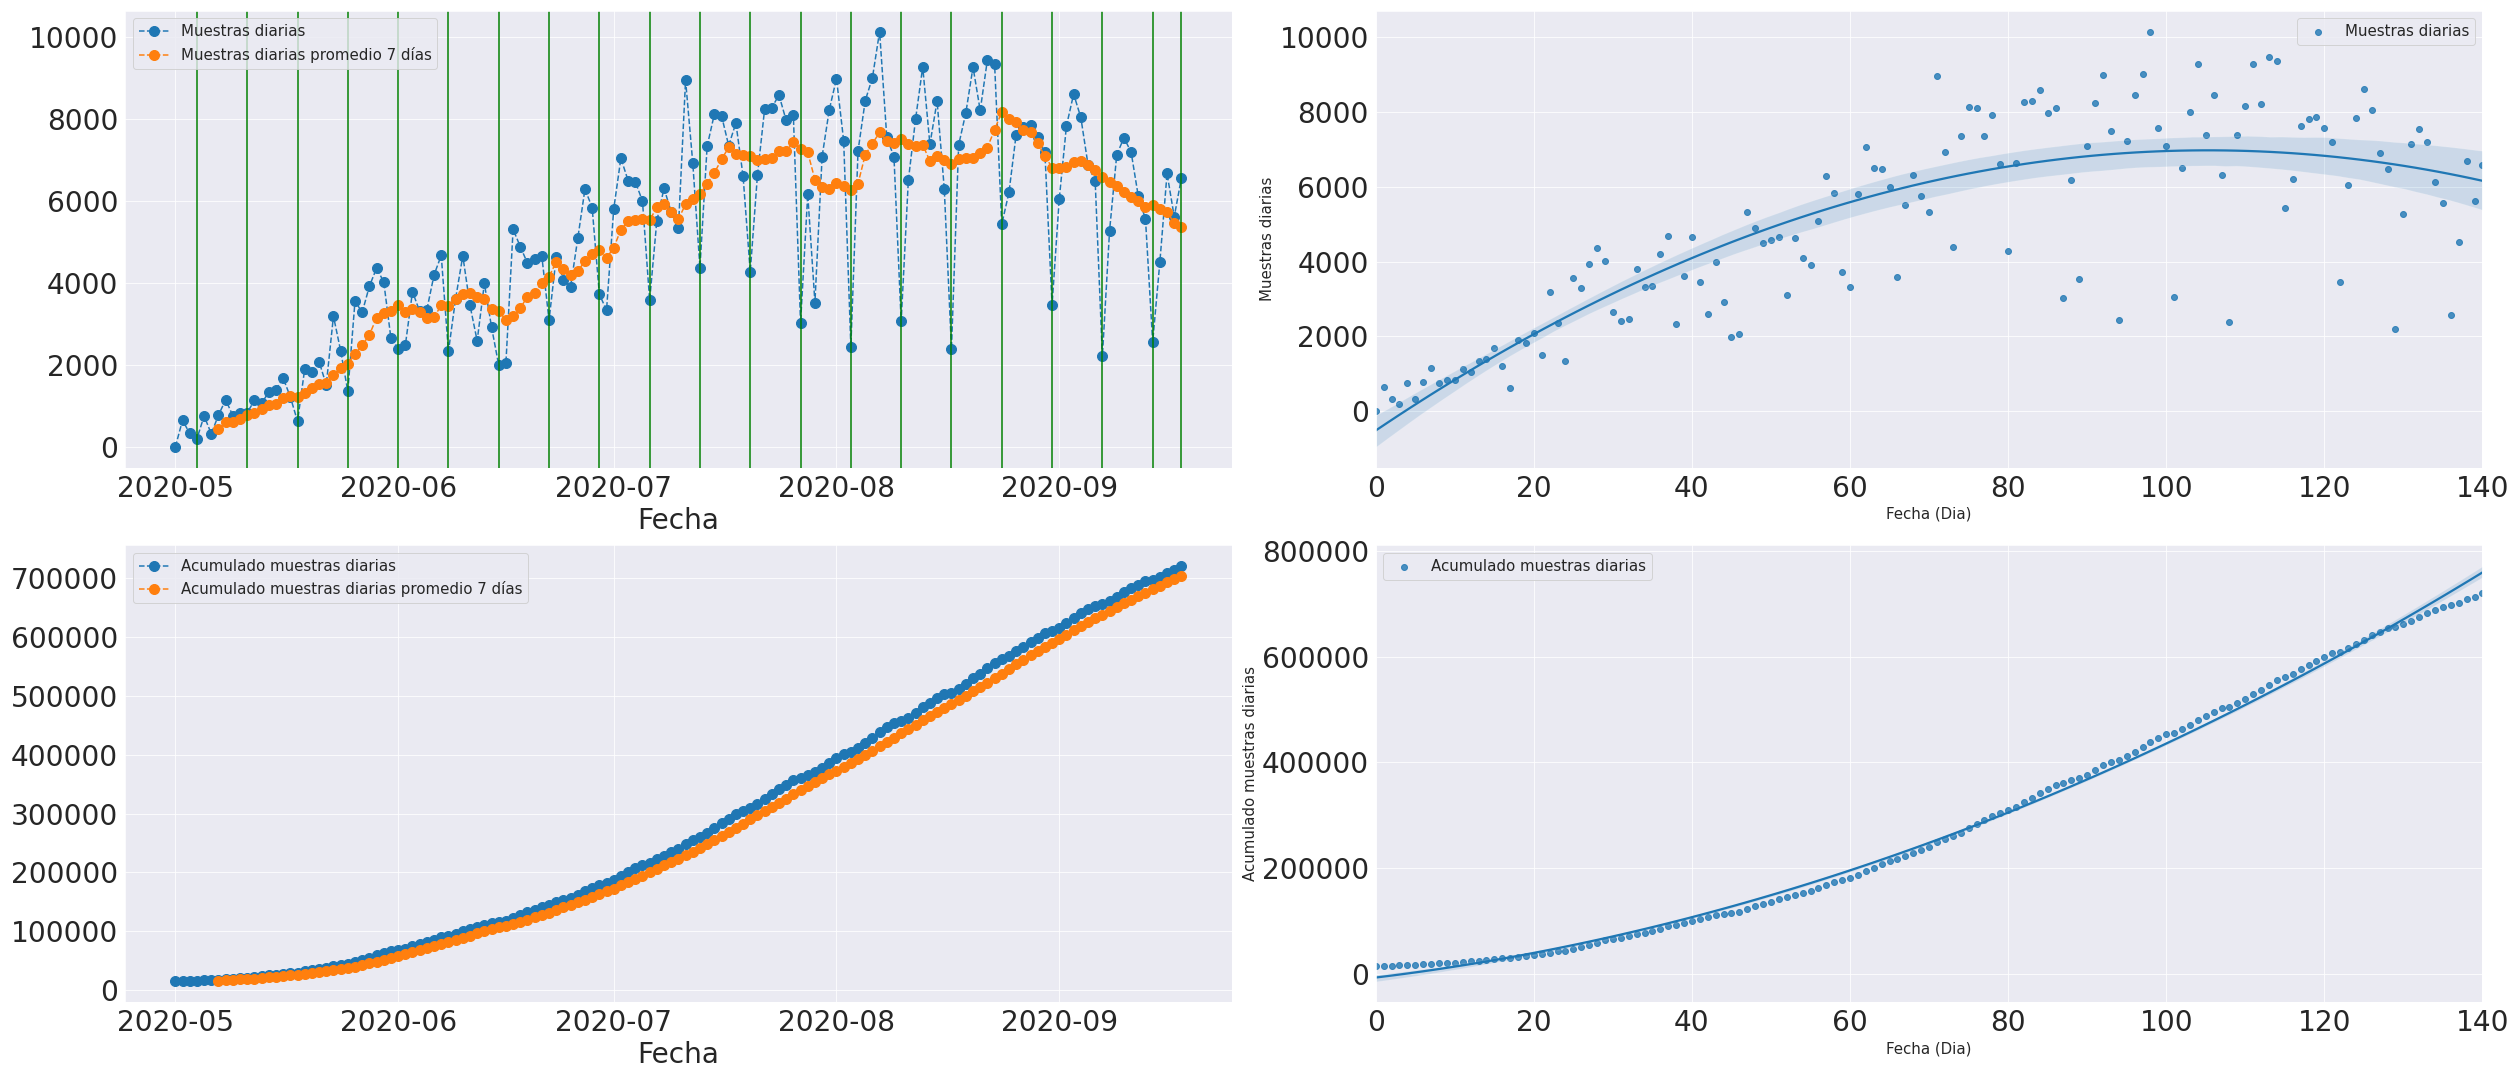 Muestras diarias
Muestras diarias promedio 7 días
10000
8000
6000
4000
2000
0
2020-05 2020-06 2020-07 2020-08 2020-09
Fecha
Muestras diarias
10000
8000
6000
4000
2000
0
Muestras diarias
0 20 40 60 80 100 120 140
Fecha (Dia)
Acumulado muestras diarias
Acumulado muestras diarias promedio 7 días
700000
600000
500000
400000
300000
200000
100000
0
2020-05 2020-06 2020-07 2020-08 2020-09
Fecha
Acumulado muestras diarias
800000
600000
400000
200000
0
Acumulado muestras diarias
0 20 40 60 80 100 120 140
Fecha (Dia)